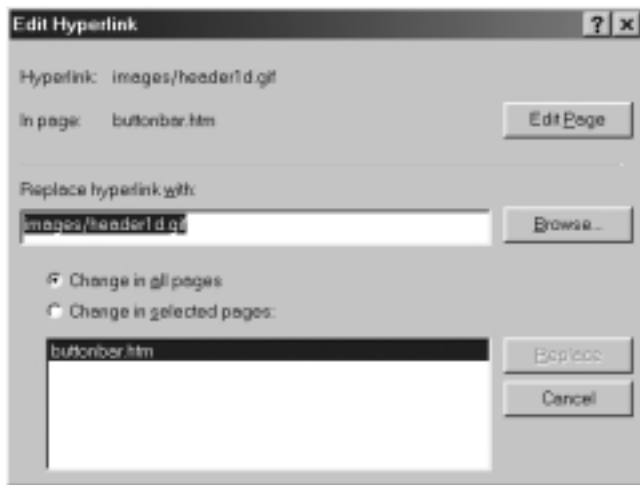 Edit Hyperlink
Hyperlink: images/header1d.gif
In page: buttonbar.htm
Edit Page
Replace hyperlink with:
images/header1d.gif
Browse...
Change in all pages
Change in selected pages:
buttonbar.htm
Replace
Cancel